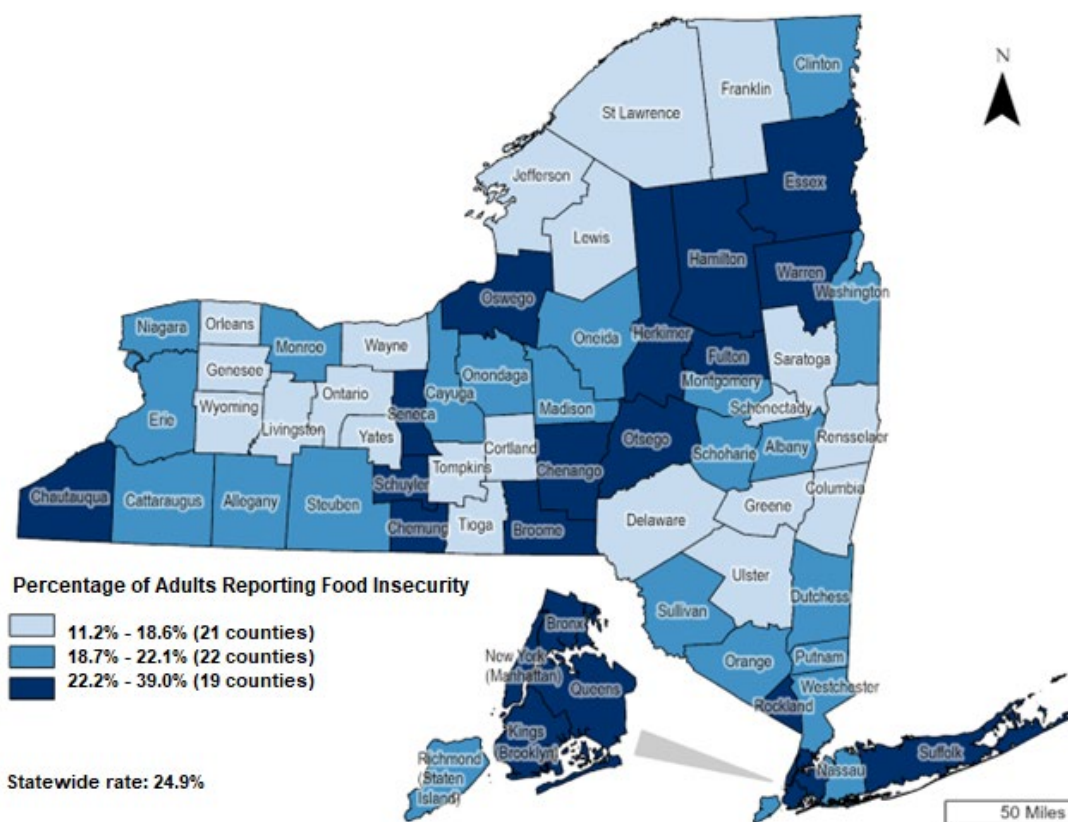 N
Clinton
Franklin
St Lawrence
Jefferson
Essex
Lewis
Hamilton
Warren
Washington
Oswego
Niagara
Orleans
Monroe
Wayne
Oneida
Herkimer
Fulton
Saratoga
Montgomery
Genesee
Ontario
Onondaga
Cayuga
Seneca
Madison
Schenectady
Erie
Wyoming
Livingston
Yates
Cortland
Otsego
Schoharie
Albany
Rensselaer
Tompkins
Chenango
Schuyler
Chautauqua
Cattaraugus
Allegany
Steuben
Chemung
Tioga
Broome
Delaware
Greene
Columbia
Ulster
Sullivan
Dutchess
Orange
Putnam
Westchester
Rockland
Percentage of Adults Reporting Food Insecurity
11.2% - 18.6% (21 counties)
18.7% - 22.1% (22 counties)
22.2% - 39.0% (19 counties)
Statewide rate: 24.9%
Bronx
New York
(Manhattan)
Queens
Kings
(Brooklyn)
Richmond
(Staten
Island)
Nassau
Suffolk
50 Miles